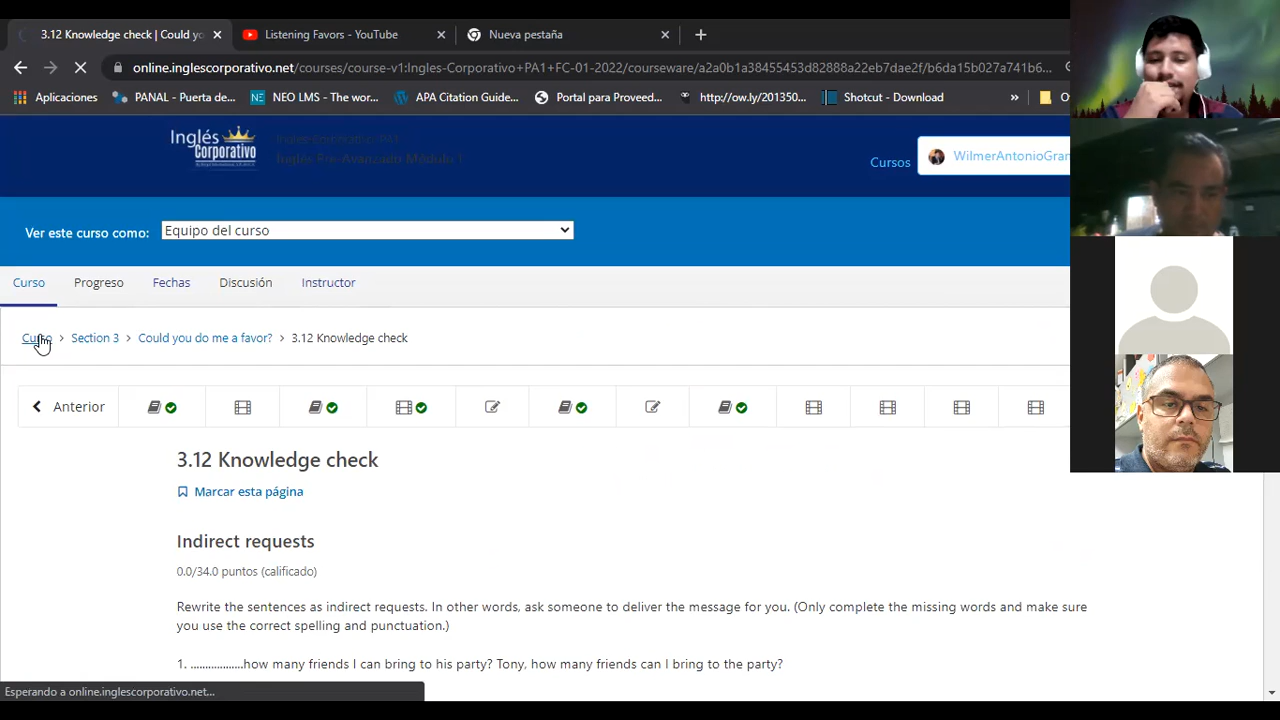 3.12 Knowledge check | Could yo
Listening Favors - YouTube
Nueva pestaña
online.inglescorporativo.net/courses/course-v1:Ingles-Corporativo+PA1+FC-01-2022/courseware/a2a0b1
Aplicaciones
PANAL - Puerta de...
NEO LMS - The wor...
APA Citation Guide...
Portal para Proveed...
http://ow.ly/201350...
Shotcut - Download
»
Inglés
Corporativo
Cursos
WilmerAntonioGran
Ver este curso como:
Equipo del curso
Curso
Progreso
Fechas
Discusión
Instructor
Curso > Section 3 > Could you do me a favor? > 3.12 Knowledge check
Anterior
3.12 Knowledge check
Marcar esta página
Indirect requests
0.0/34.0 puntos (calificado)
Rewrite the sentences as indirect requests. In other words, ask someone to deliver the message for you. (Only complete the missing words and make sure
you use the correct spelling and punctuation.)
1. ..................how many friends I can bring to his party? Tony, how many friends can I bring to the party?
Esperando a online.inglescorporativo.net...